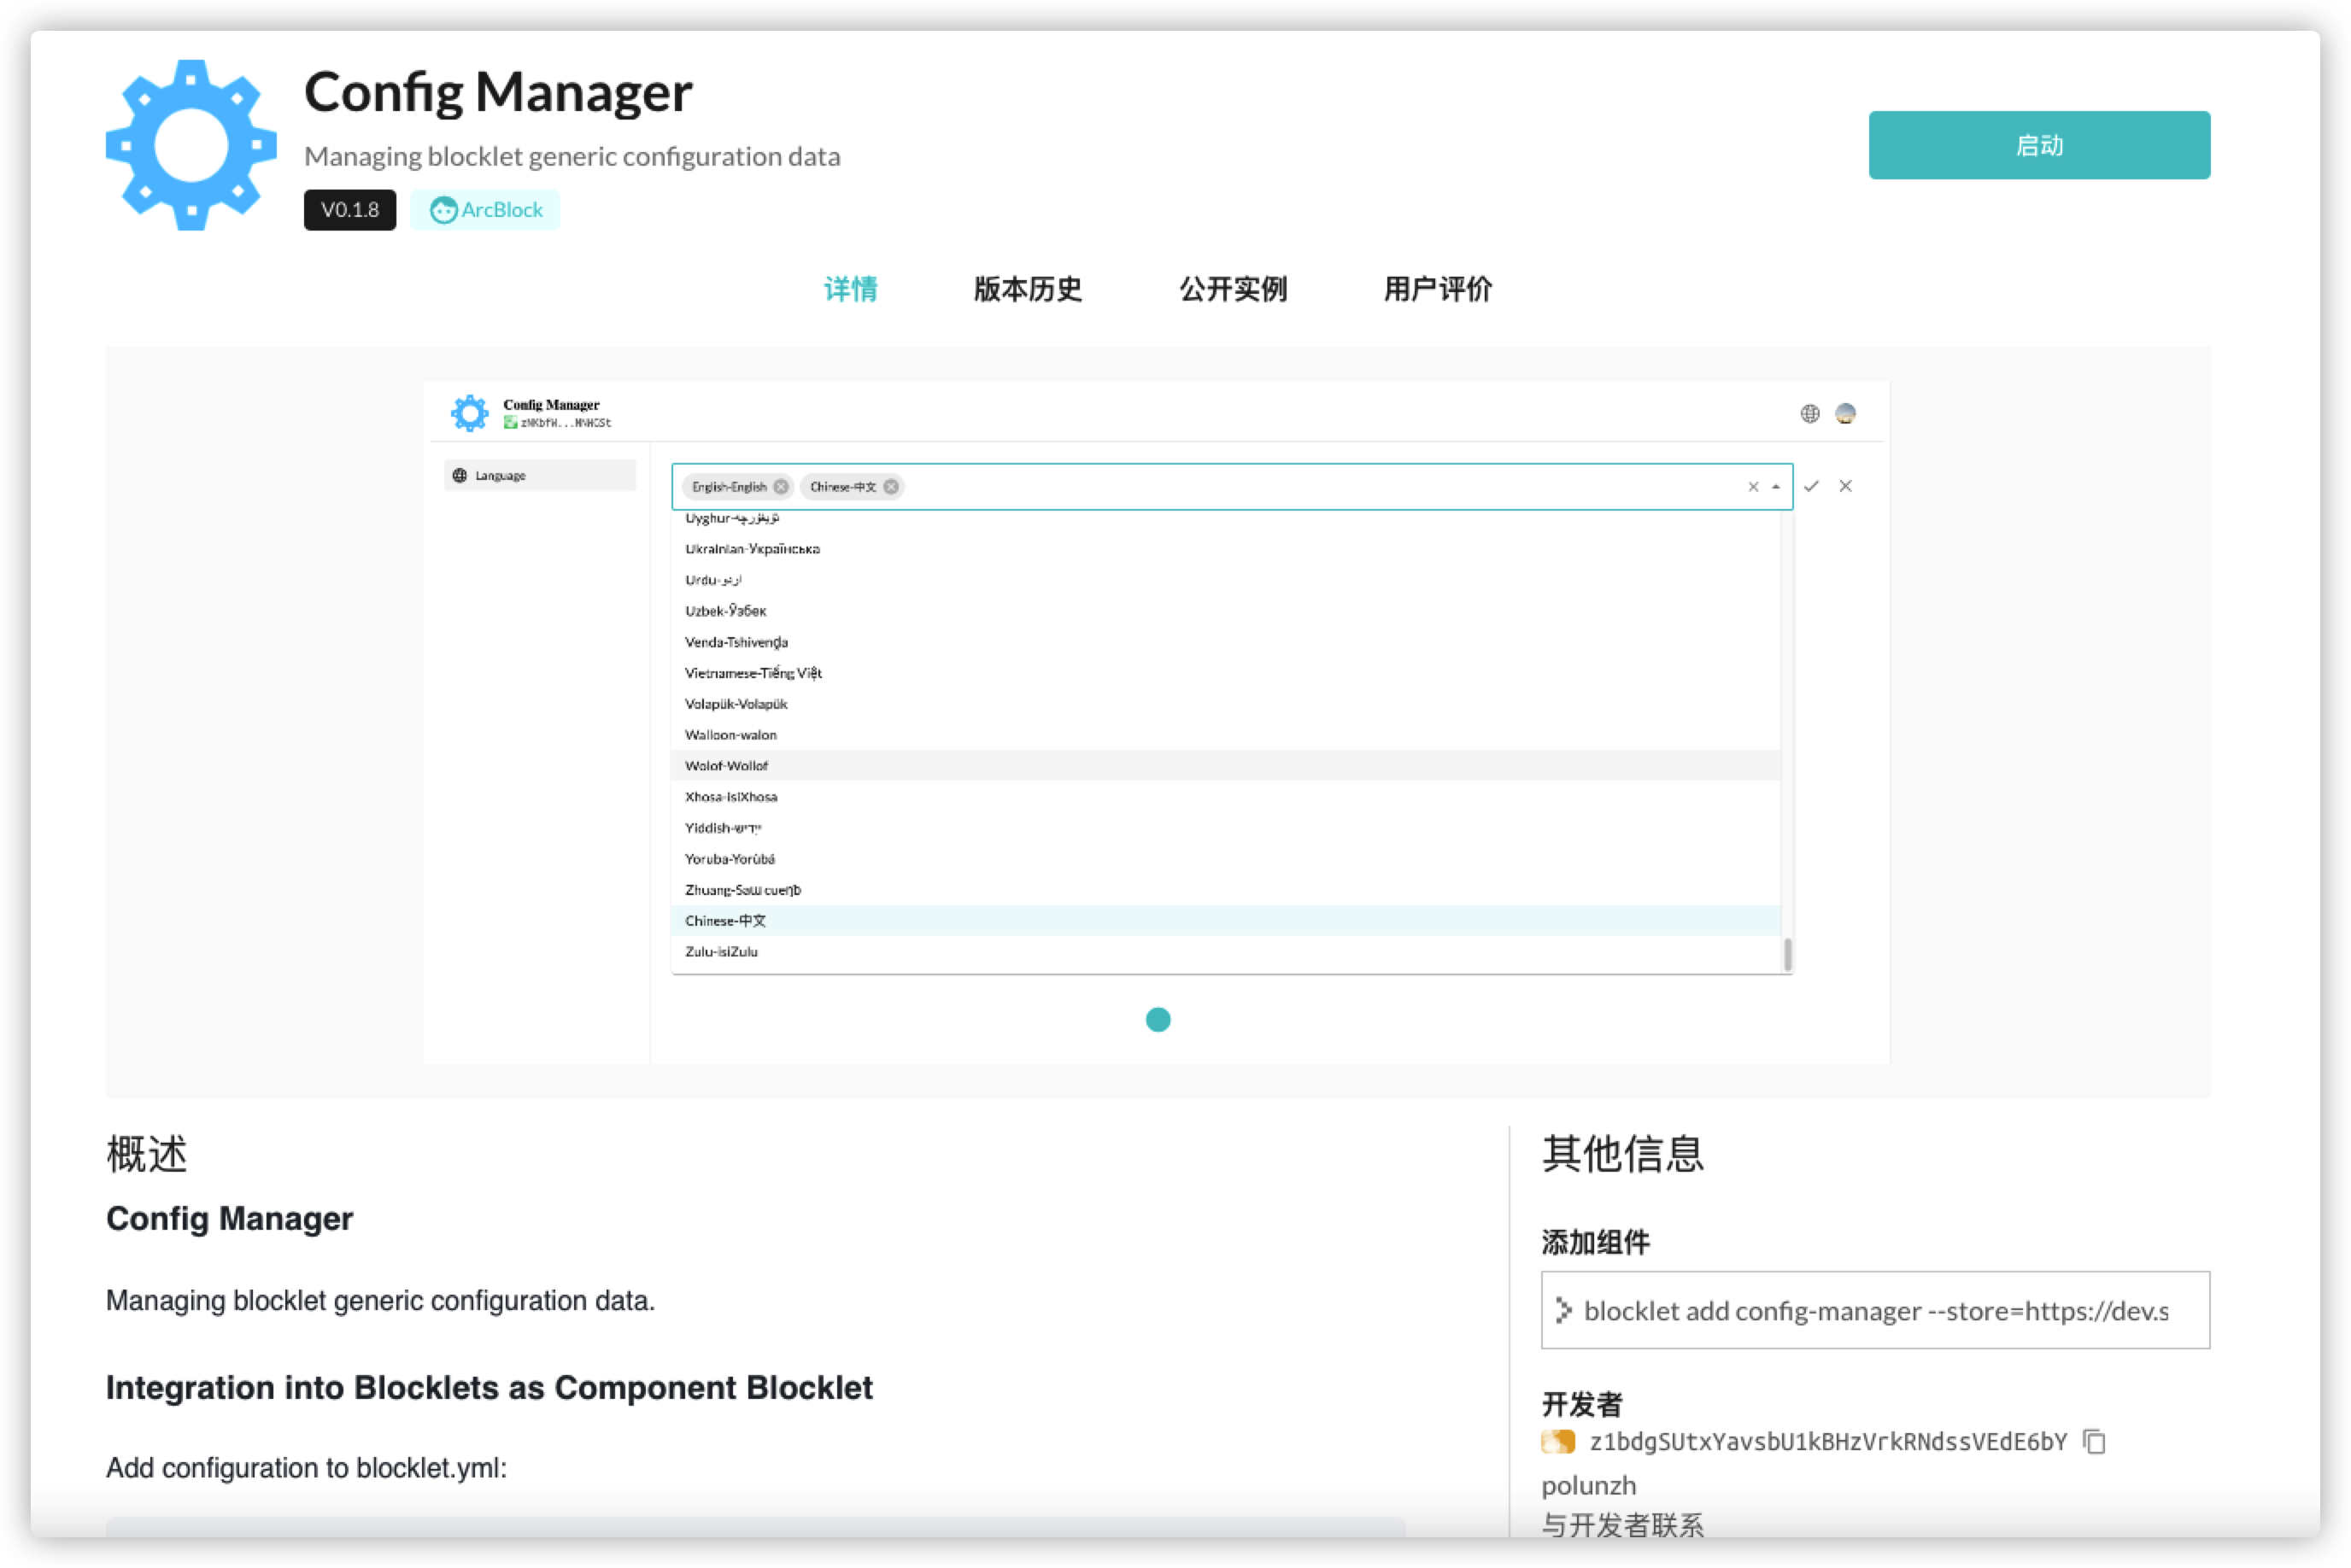 Config Manager
Managing blocklet generic configuration data
V0.1.8
ArcBlock
启动
详情
版本历史
公开实例
用户评价
Config Manager
zNKbfW...MNHGSt
Language
English-English
Chinese-中文
Uyghur-ئۇيغۇرچە
Ukrainian-Українська
Urdu-اردو
Uzbek-Ўзбек
Venda-Tshivenḓa
Vietnamese-Tiếng Việt
Volapük-Volapük
Walloon-walon
Wolof-Wollof
Xhosa-isiXhosa
Yiddish-ייִדיש
Yoruba-Yorùbá
Zhuang-Saɯ cueŋƅ
Chinese-中文
Zulu-isiZulu
概述
Config Manager
Managing blocklet generic configuration data.
Integration into Blocklets as Component Blocklet
Add configuration to blocklet.yml:
其他信息
添加组件
blocklet add config-manager --store=https://dev.s
开发者
z1bdgSUtxYavsbU1kBHzVrkRNdssVEdE6bY
polunzh
与开发者联系